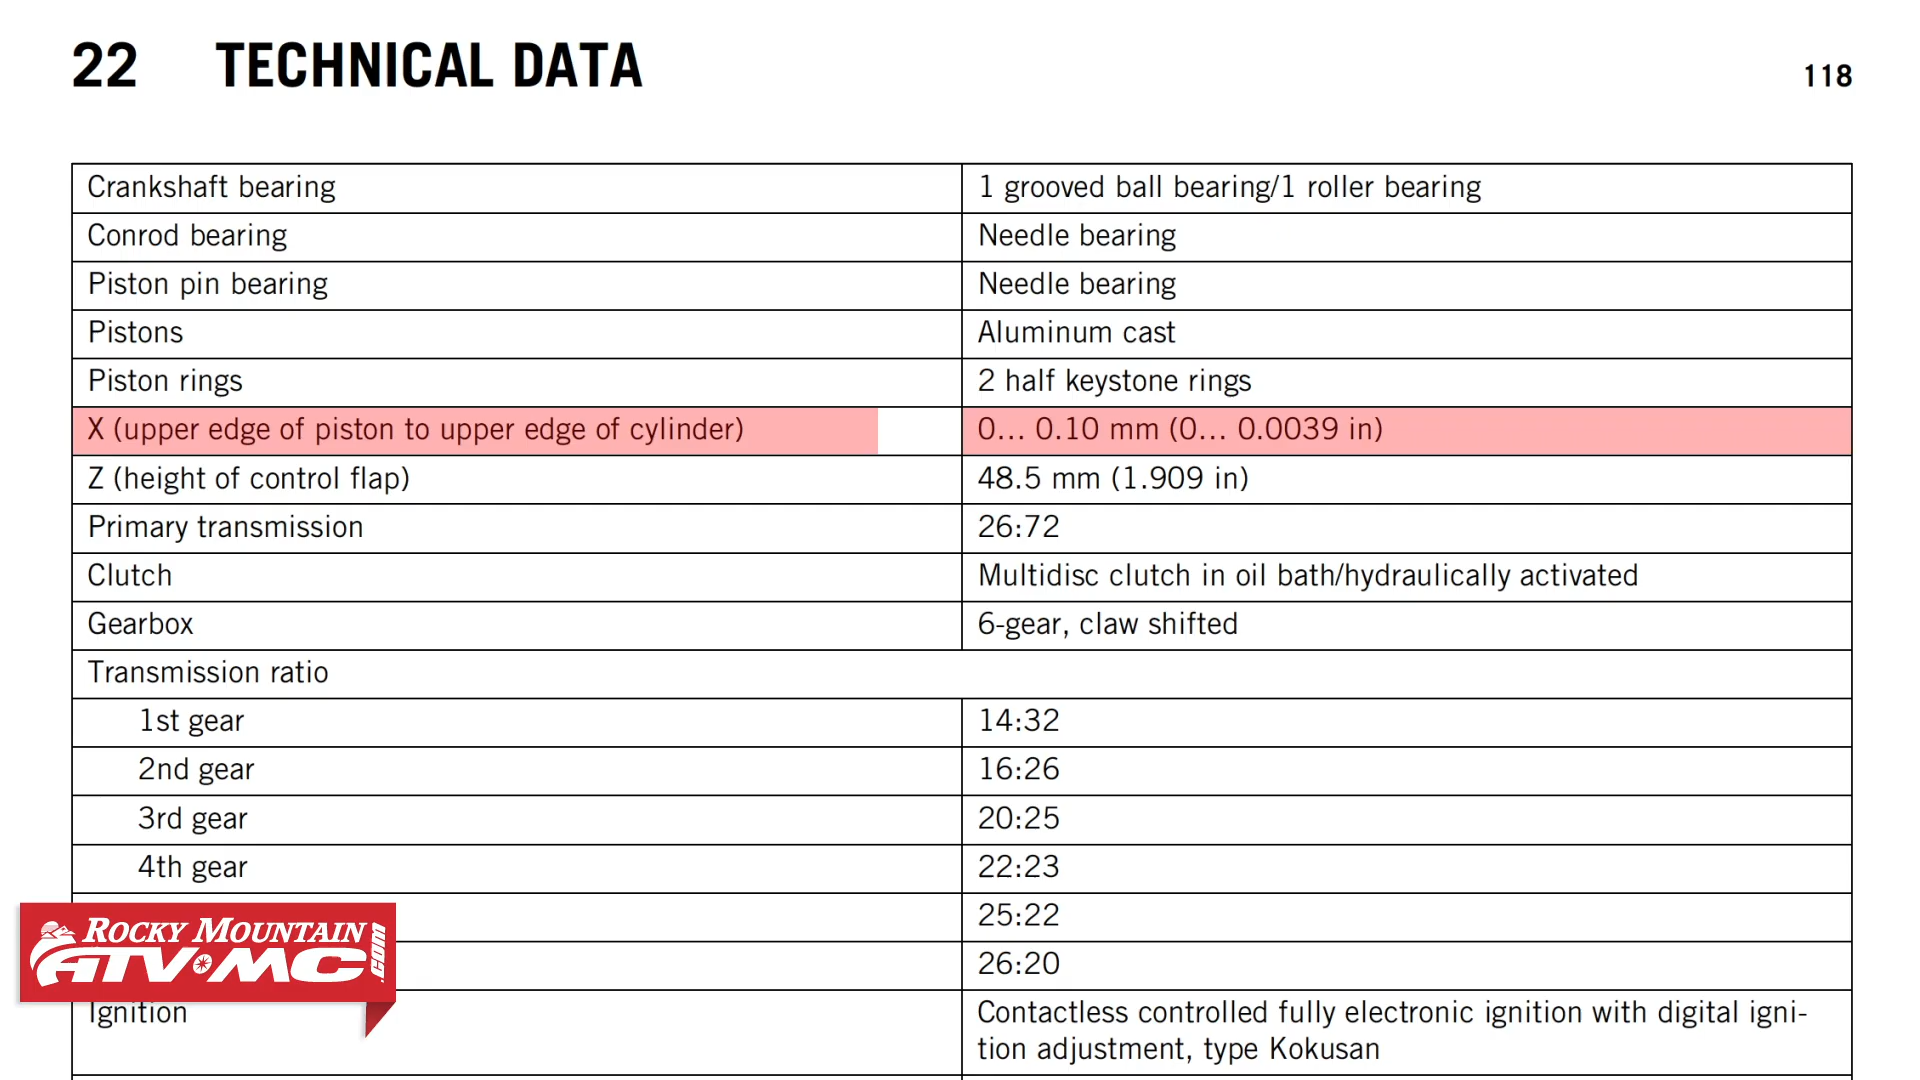 22 TECHNICAL DATA 118
Crankshaft bearing 1 grooved ball bearing/1 roller bearing
Conrod bearing Needle bearing
Piston pin bearing Needle bearing
Pistons Aluminum cast
Piston rings 2 half keystone rings
X (upper edge of piston to upper edge of cylinder) 0… 0.10 mm (0… 0.0039 in)
Z (height of control flap) 48.5 mm (1.909 in)
Primary transmission 26:72
Clutch Multidisc clutch in oil bath/hydraulically activated
Gearbox 6-gear, claw shifted
Transmission ratio
1st gear 14:32
2nd gear 16:26
3rd gear 20:25
4th gear 22:23
25:22
26:20
ROCKY MOUNTAIN
ATV•MC.COM
Ignition Contactless controlled fully electronic ignition with digital igni-
tion adjustment, type Kokusan